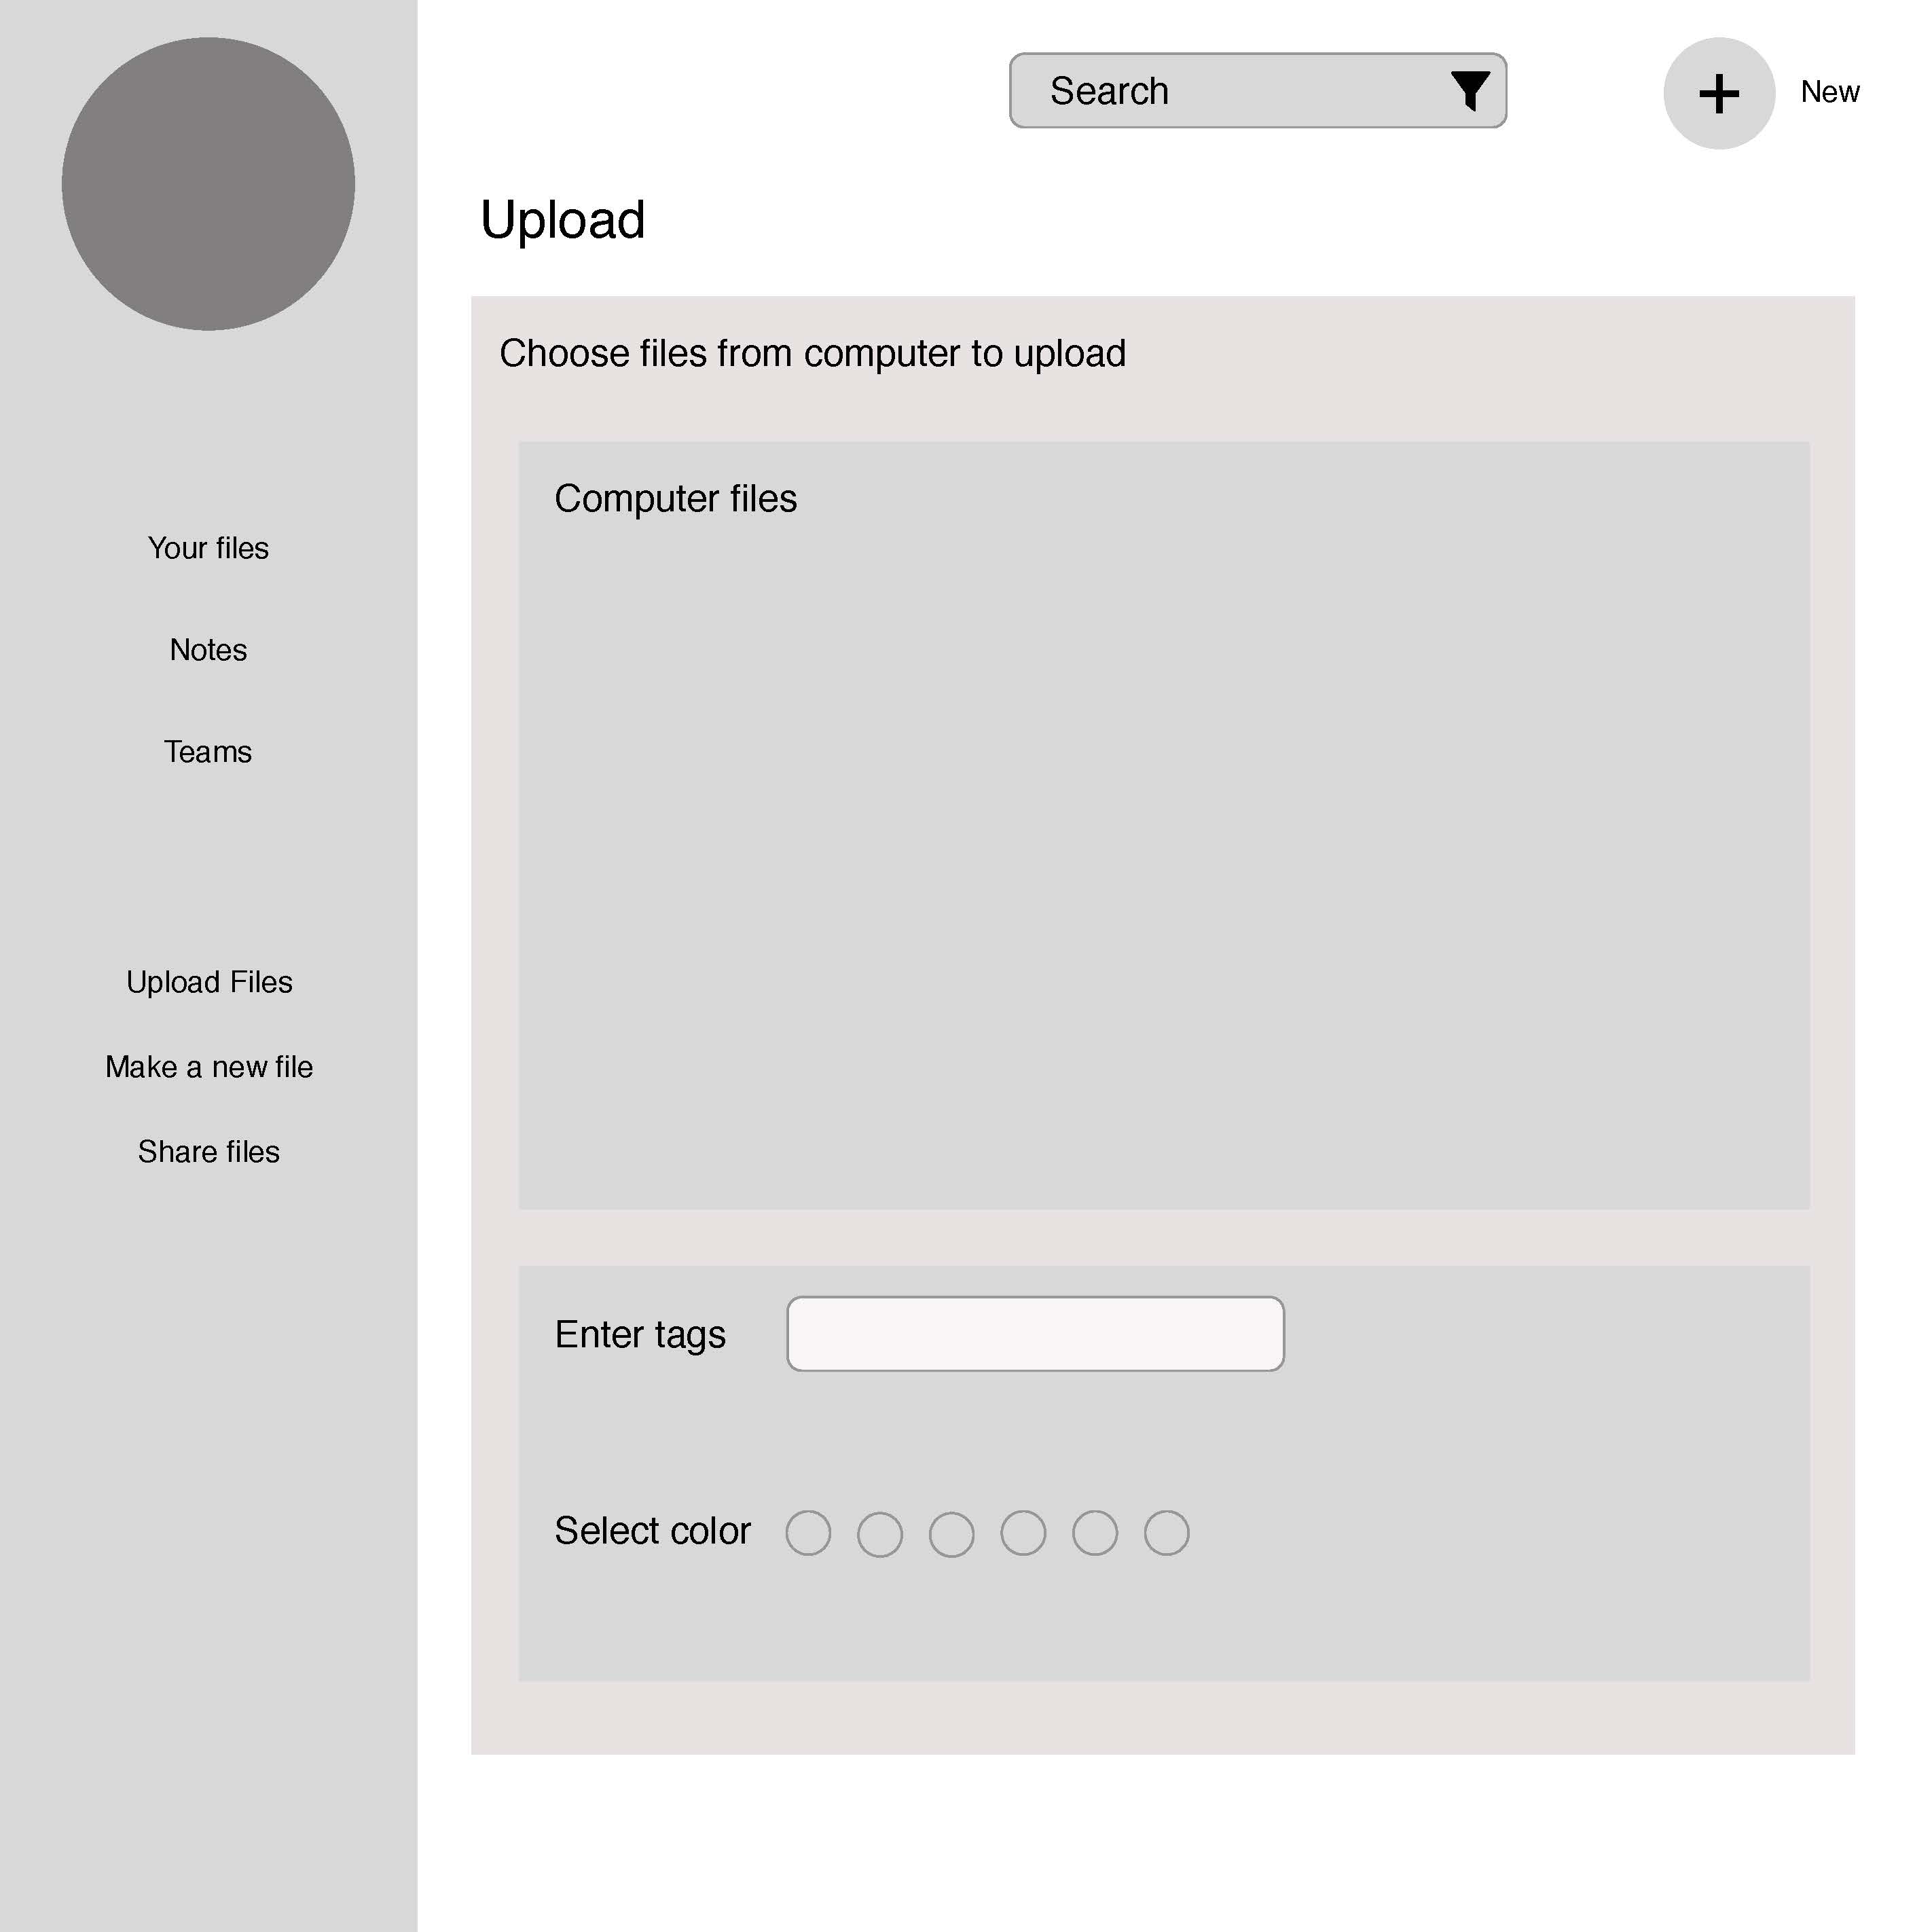 Search
New
Upload
Choose files from computer to upload
Computer files
Your files
Notes
Teams
Upload Files
Make a new file
Share files
Enter tags
Select color